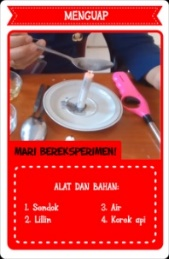 MENGUAP
MARI BEREKSPERIMEN!
ALAT DAN BAHAN:
1. Sendok
2. Lilin
3. Air
4. Korek api